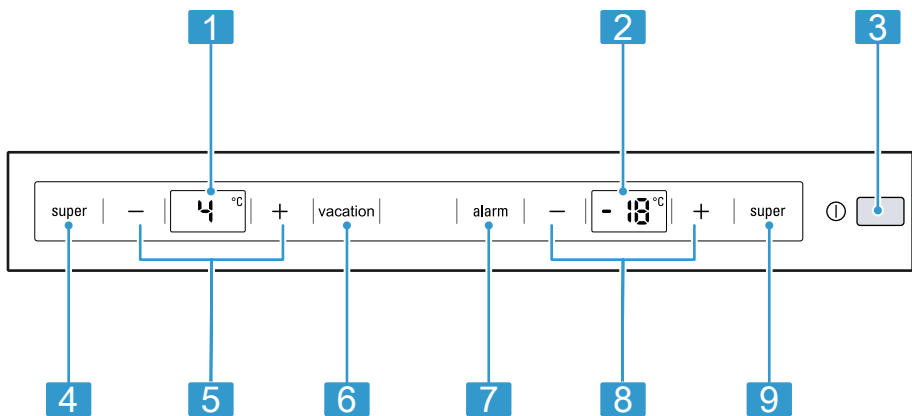 1 2 3
super − 4 °C + vacation alarm − -18 °C + super
4 5 6 7 8 9